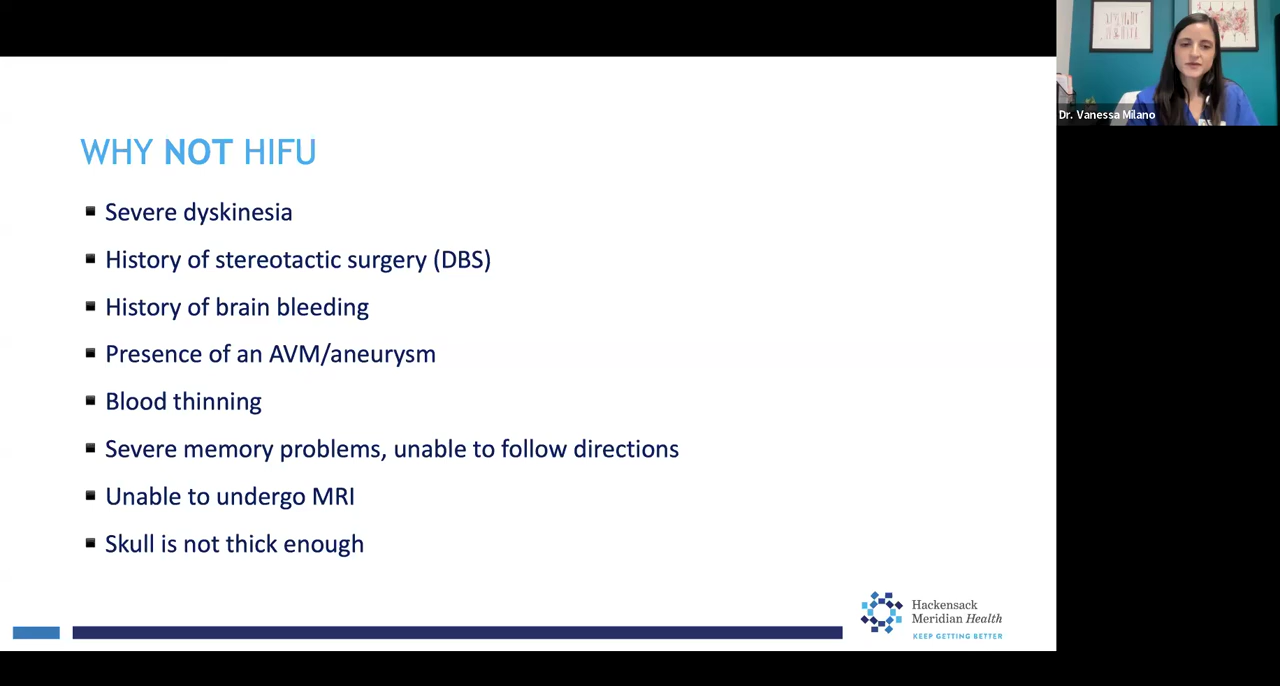 WHY NOT HIFU
Severe dyskinesia
History of stereotactic surgery (DBS)
History of brain bleeding
Presence of an AVM/aneurysm
Blood thinning
Severe memory problems, unable to follow directions
Unable to undergo MRI
Skull is not thick enough
Hackensack
Meridian Health
KEEP GETTING BETTER
Dr. Vanessa Milano